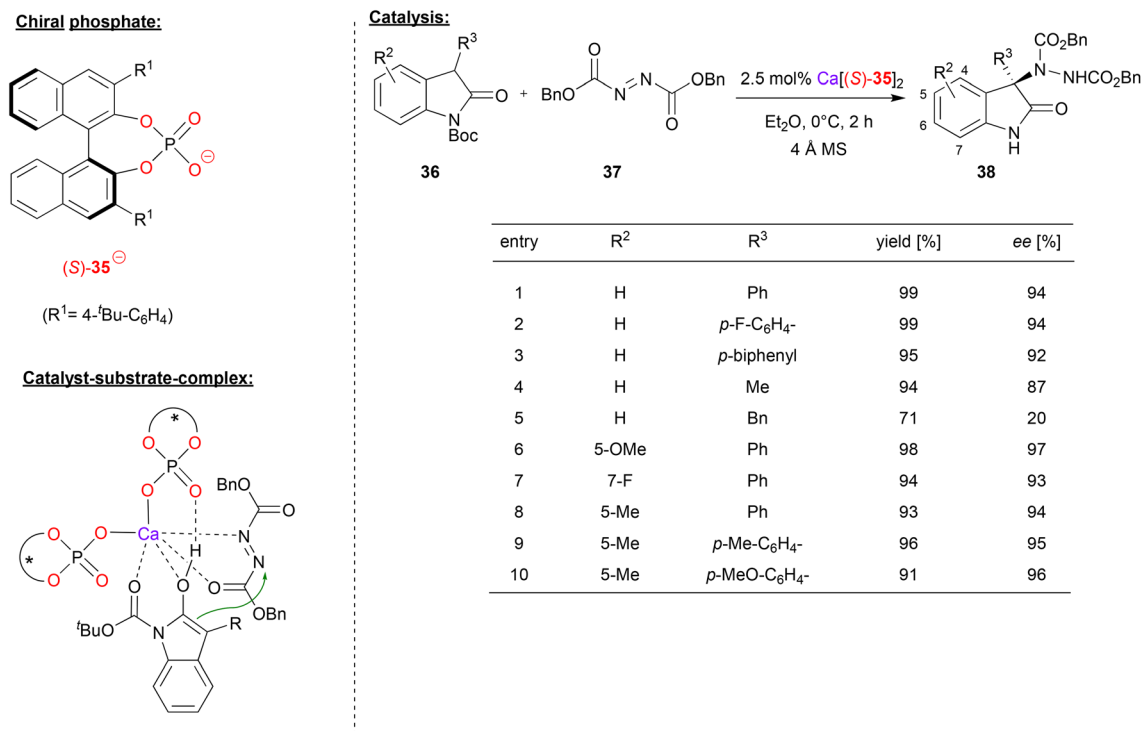 Chiral phosphate:
R¹
O
O
P
O
O
⊖
R¹
(S)-35⊖
(R¹= 4-ᵗBu-C₆H₄)
Catalyst-substrate-complex:
*
O
O
P
O
O
BnO
O
O
O
Ca
N
*
P
H
N
O
O
O
O
O
OBn
ᵗBuO
N
R
Catalysis:
R³
R²
O
N
Boc
36
+
O
BnO
N
N
OBn
O
37
2.5 mol% Ca[(S)-35]₂
Et₂O, 0°C, 2 h
4 Å MS
CO₂Bn
R³
N
NHCO₂Bn
R²
4
5
6
7
O
N
H
38
entry R² R³ yield [%] ee [%]
1 H Ph 99 94
2 H p-F-C₆H₄- 99 94
3 H p-biphenyl 95 92
4 H Me 94 87
5 H Bn 71 20
6 5-OMe Ph 98 97
7 7-F Ph 94 93
8 5-Me Ph 93 94
9 5-Me p-Me-C₆H₄- 96 95
10 5-Me p-MeO-C₆H₄- 91 96